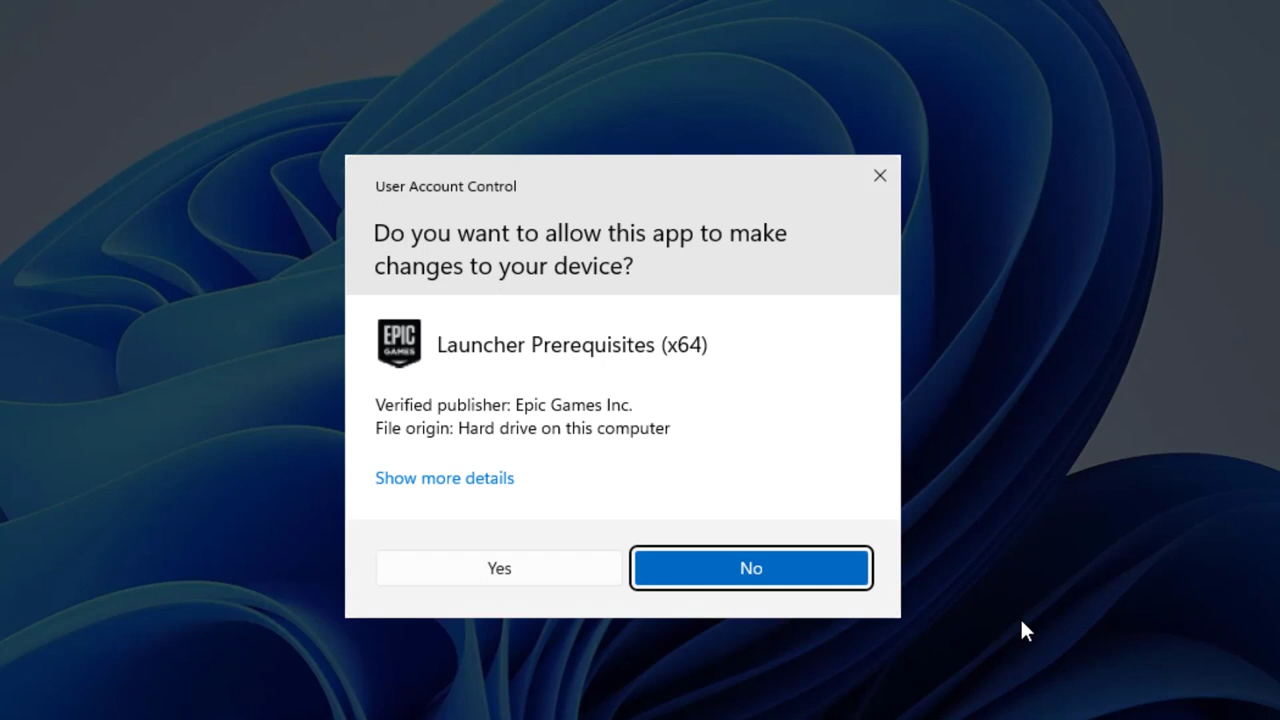 User Account Control
Do you want to allow this app to make
changes to your device?
EPIC
GAMES
Launcher Prerequisites (x64)
Verified publisher: Epic Games Inc.
File origin: Hard drive on this computer
Show more details
Yes
No